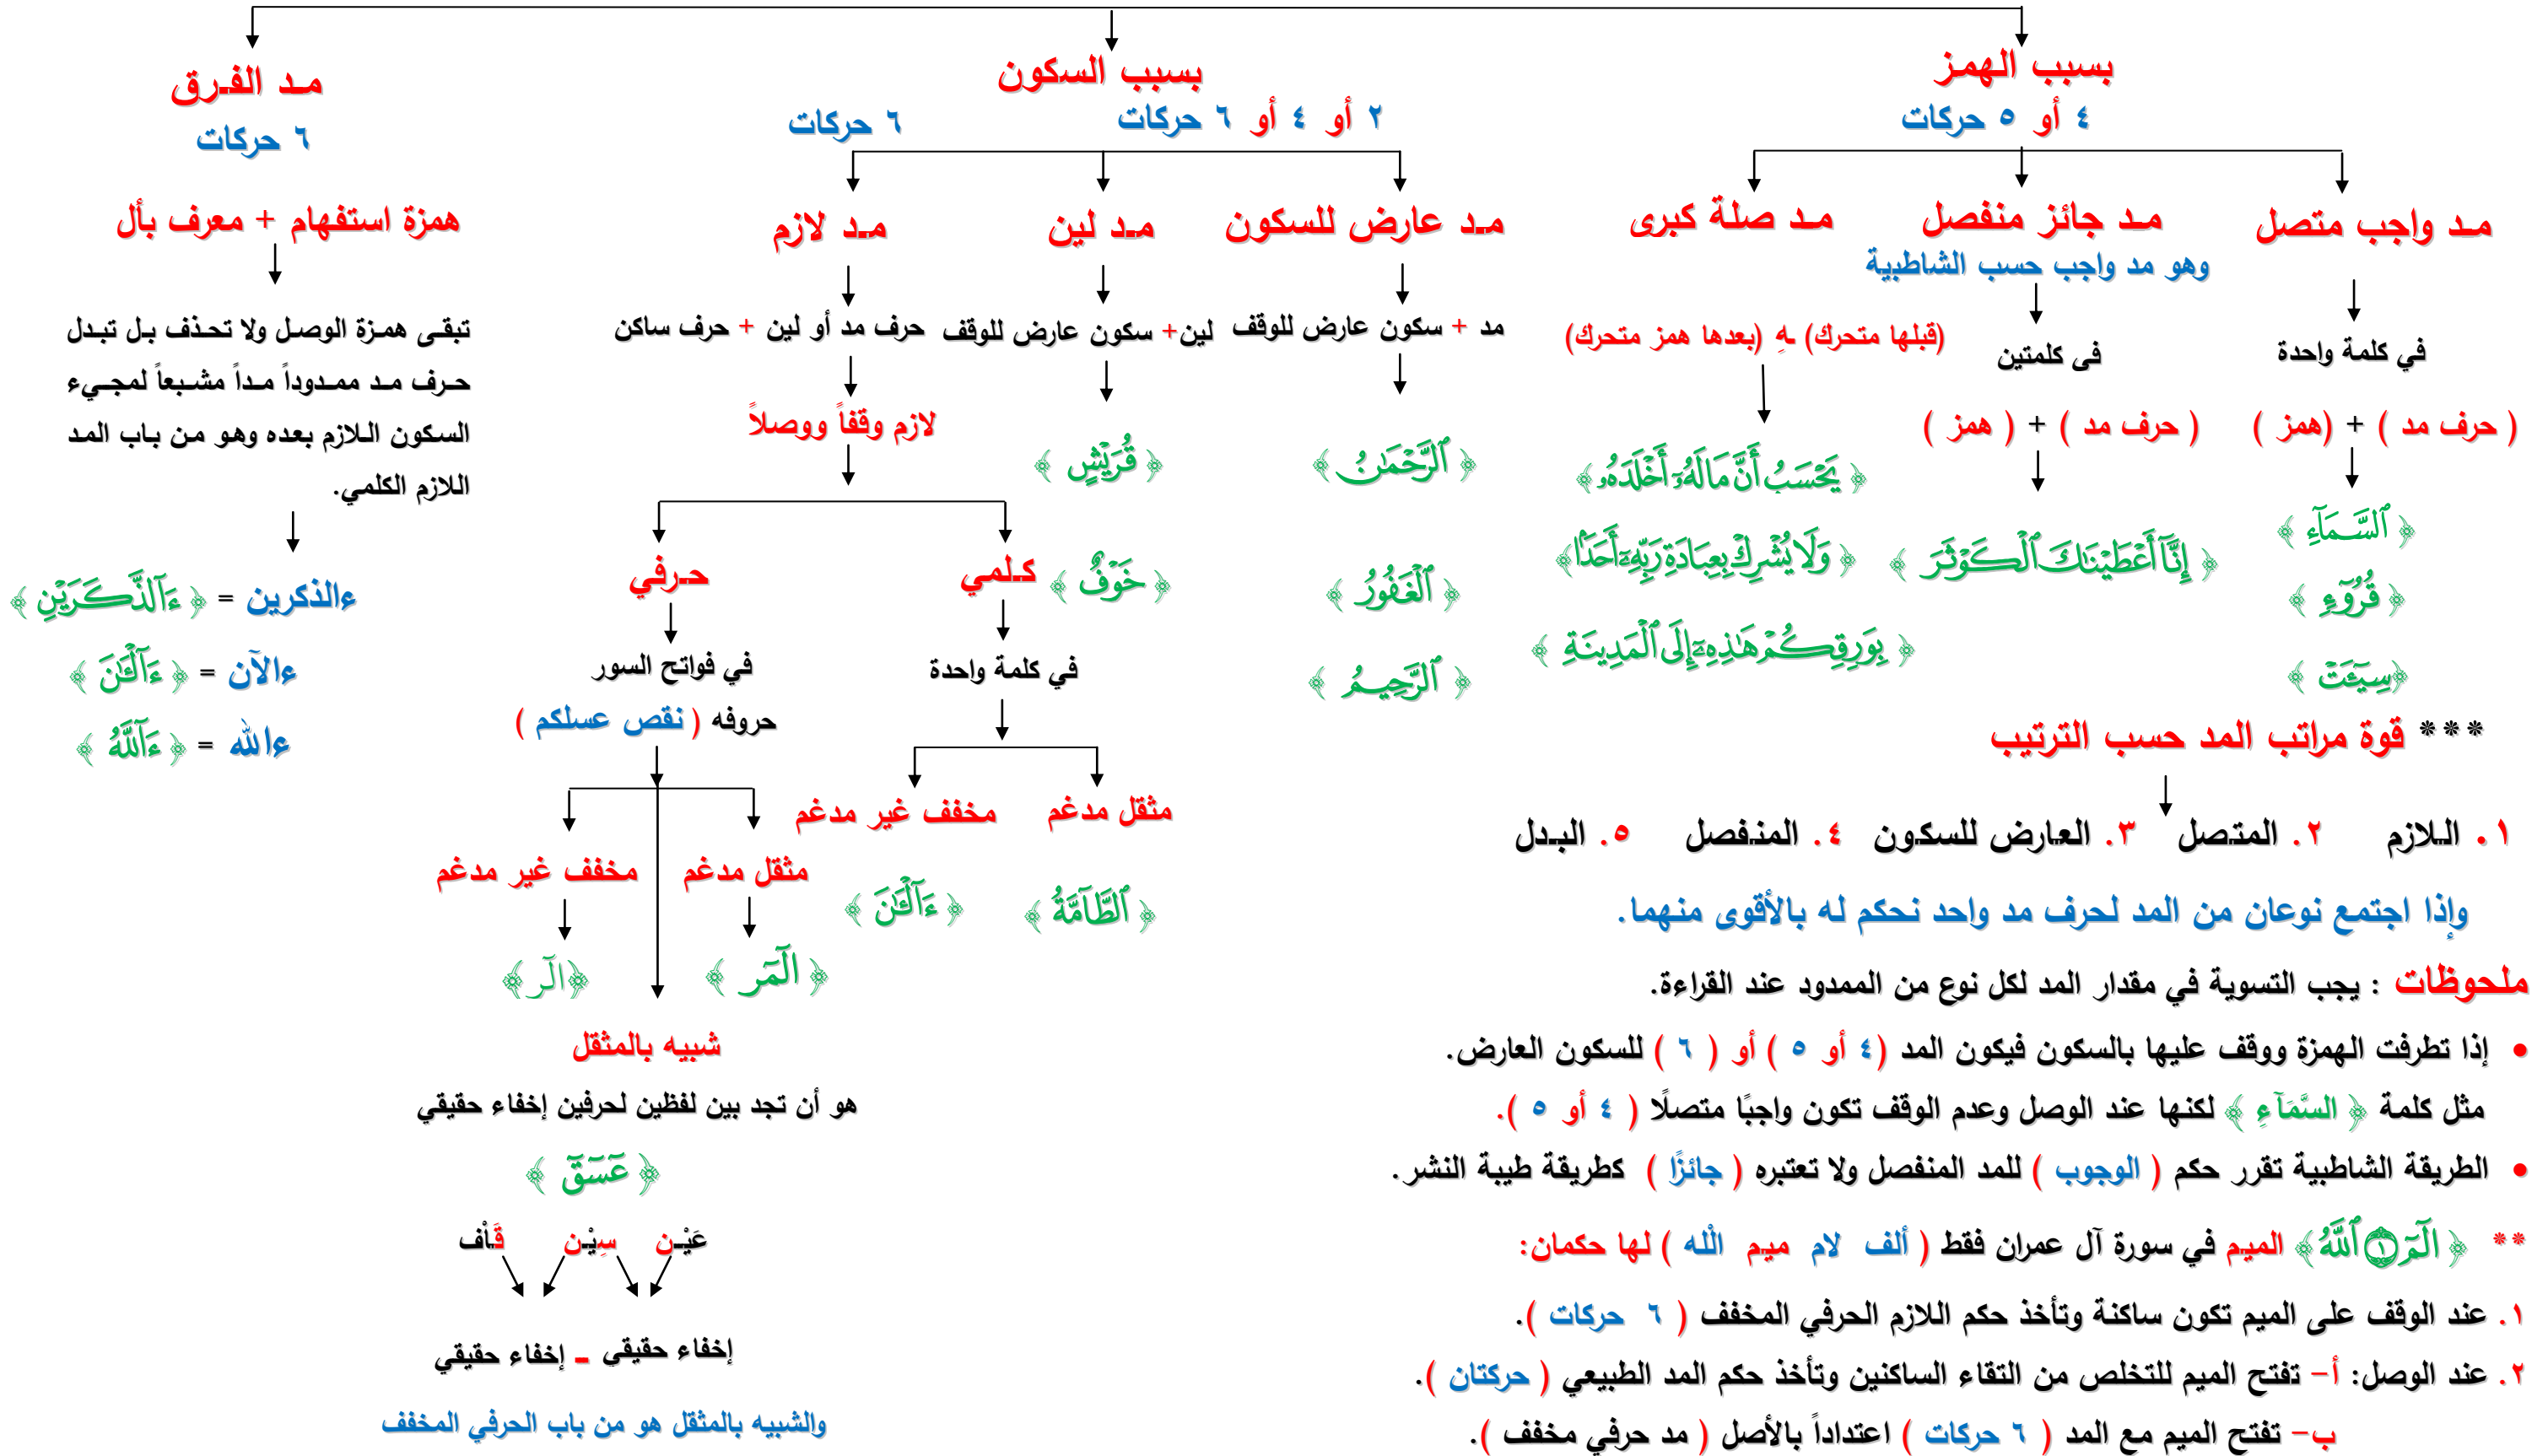 بسبب الهمز
٤ أو ٥ حركات
مد واجب متصل
في كلمة واحدة
( حرف مد ) + (همز )
﴿ ٱلسَّمَآءِ ﴾
﴿ قُرُوٓءٖ ﴾
﴿سِيٓـَٔتۡ ﴾
مد جائز منفصل
وهو مد واجب حسب الشاطبية
فى كلمتين
( حرف مد ) + ( همز )
﴿ إِنَّآ أَعۡطَيۡنَٰكَ ٱلۡكَوۡثَرَ ﴾
مد صلة كبرى
(قبلها متحرك) ـهِ (بعدها همز متحرك)
﴿ يَحۡسَبُ أَنَّ مَالَهُۥٓ أَخۡلَدَهُۥ ﴾
﴿ وَلَا يُشۡرِكۡ بِعِبَادَةِ رَبِّهِۦٓ أَحَدَۢا﴾
﴿ بِوَرِقِكُمۡ هَٰذِهِۦٓ إِلَى ٱلۡمَدِينَةِ ﴾
بسبب السكون
٢ أو ٤ أو ٦ حركات
٦ حركات
مد عارض للسكون
مد + سكون عارض للوقف
﴿ ٱلرَّحۡمَٰنُ ﴾
﴿ ٱلۡغَفُورُ ﴾
﴿ ٱلرَّحِيمُ ﴾
مد لين
لين+ سكون عارض للوقف
﴿ قُرَيۡشٍ ﴾
﴿ خَوۡفٌ ﴾
مد لازم
حرف مد أو لين + حرف ساكن
لازم وقفاً ووصلاً
كلمي
في كلمة واحدة
مثقل مدغم
﴿ ٱلطَّآمَّةُ ﴾
مخفف غير مدغم
﴿ ءَآلۡـَٰٔنَ ﴾
حرفي
في فواتح السور
حروفه ( نقص عسلكم )
مثقل مدغم
﴿ الٓمٓر ﴾
مخفف غير مدغم
﴿الٓر﴾
شبيه بالمثقل
هو أن تجد بين لفظين لحرفين إخفاء حقيقي
﴿ عٓسٓقٓ ﴾
عَيْـن سِيْـن قَـاْف
إخفاء حقيقي - إخفاء حقيقي
والشبيه بالمثقل هو من باب الحرفي المخفف
مد الفرق
٦ حركات
همزة استفهام + معرف بأل
تبقى همزة الوصل ولا تحذف بل تبدل
حرف مد ممدوداً مداً مشبعاً لمجيء
السكون اللازم بعده وهو من باب المد
اللازم الكلمي.
ءالذكرين = ﴿ ءَآلذَّكَرَيۡنِ ﴾
ءالآن = ﴿ ءَآلۡـَٰٔنَ ﴾
ءالله = ﴿ ءَآللَّهُ ﴾
*** قوة مراتب المد حسب الترتيب
١. اللازم ٢. المتصل ٣. العارض للسكون ٤. المنفصل ٥. البدل
وإذا اجتمع نوعان من المد لحرف مد واحد نحكم له بالأقوى منهما.
ملحوظات : يجب التسوية في مقدار المد لكل نوع من الممدود عند القراءة.
• إذا تطرفت الهمزة ووقف عليها بالسكون فيكون المد (٤ أو ٥ ) أو ( ٦ ) للسكون العارض.
مثل كلمة ﴿ السَّمَآءِ ﴾ لكنها عند الوصل وعدم الوقف تكون واجبًا متصلًا ( ٤ أو ٥ ).
• الطريقة الشاطبية تقرر حكم ( الوجوب ) للمد المنفصل ولا تعتبره ( جائزًا ) كطريقة طيبة النشر.
** ﴿ الٓمٓ ۝١ ٱللَّهُ﴾ الميم في سورة آل عمران فقط ( ألف لام ميم الْله ) لها حكمان:
١. عند الوقف على الميم تكون ساكنة وتأخذ حكم اللازم الحرفي المخفف ( ٦ حركات ).
٢. عند الوصل: أ- تفتح الميم للتخلص من التقاء الساكنين وتأخذ حكم المد الطبيعي ( حركتان ).
ب- تفتح الميم مع المد ( ٦ حركات ) اعتداداً بالأصل ( مد حرفي مخفف ).